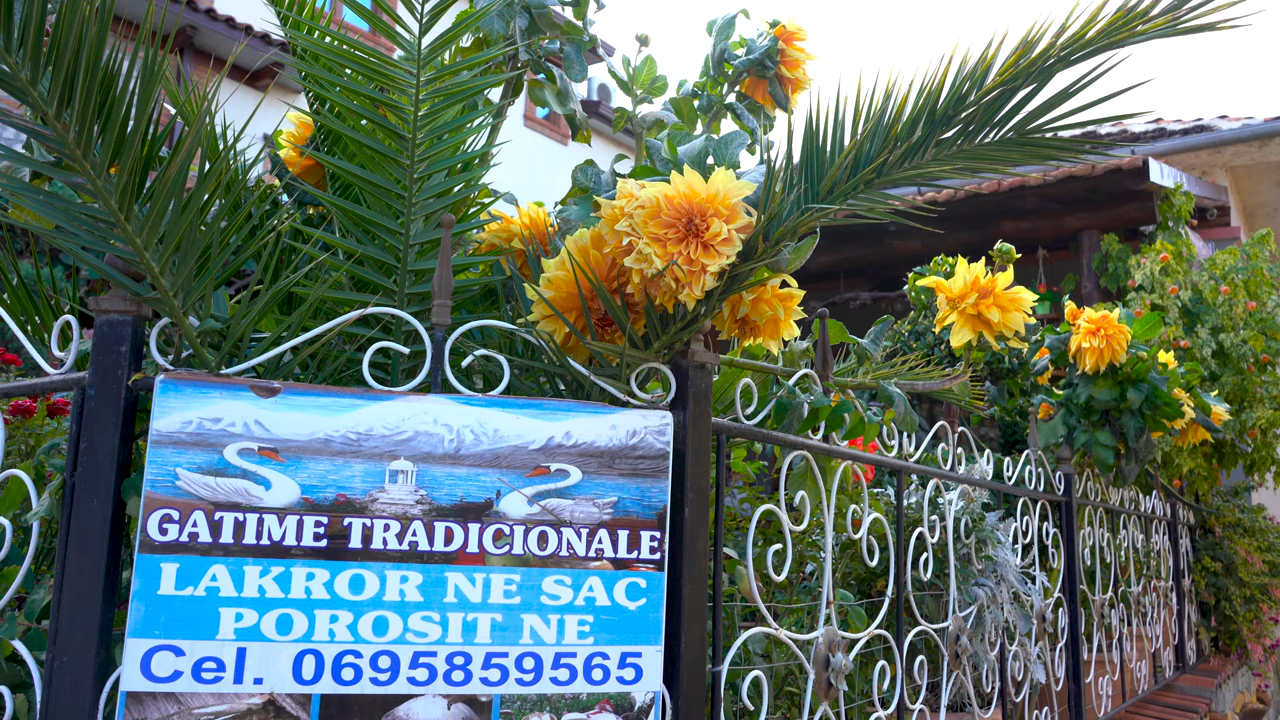 GATIME TRADICIONALE
LAKROR NE SAÇ
POROSIT NE
Cel. 0695859565